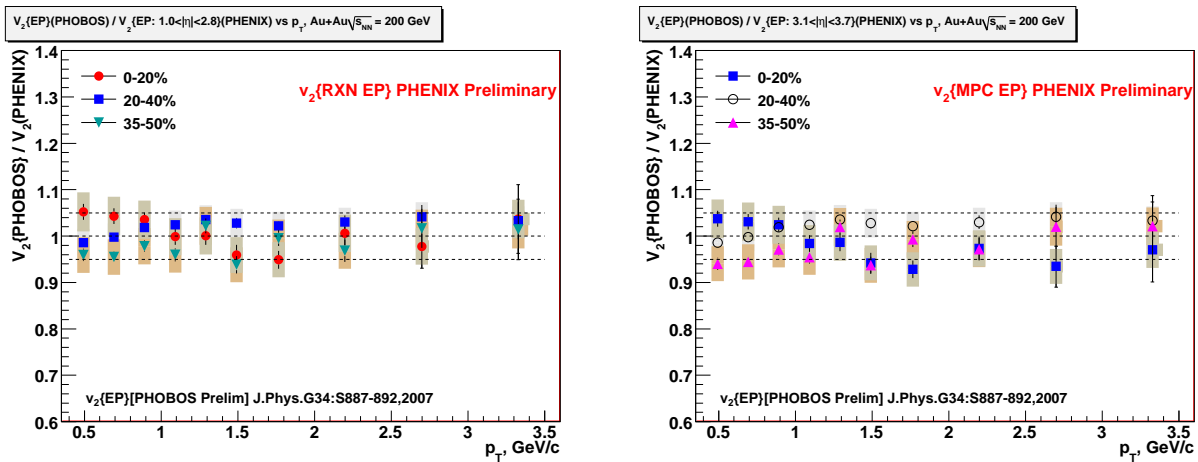 V₂{EP}(PHOBOS) / V₂{EP: 1.0<|η|<2.8}(PHENIX) vs p_T, Au+Au√s_NN = 200 GeV
V₂{PHOBOS} / V₂(PHENIX)
1.4
1.3
1.2
1.1
1
0.9
0.8
0.7
0.6
0-20%
20-40%
35-50%
v₂{RXN EP} PHENIX Preliminary
v₂{EP}[PHOBOS Prelim] J.Phys.G34:S887-892,2007
0.5 1 1.5 2 2.5 3 3.5
p_T, GeV/c
V₂{EP}(PHOBOS) / V₂{EP: 3.1<|η|<3.7}(PHENIX) vs p_T, Au+Au√s_NN = 200 GeV
V₂{PHOBOS} / V₂(PHENIX)
1.4
1.3
1.2
1.1
1
0.9
0.8
0.7
0.6
0-20%
20-40%
35-50%
v₂{MPC EP} PHENIX Preliminary
v₂{EP}[PHOBOS Prelim] J.Phys.G34:S887-892,2007
0.5 1 1.5 2 2.5 3 3.5
p_T, GeV/c